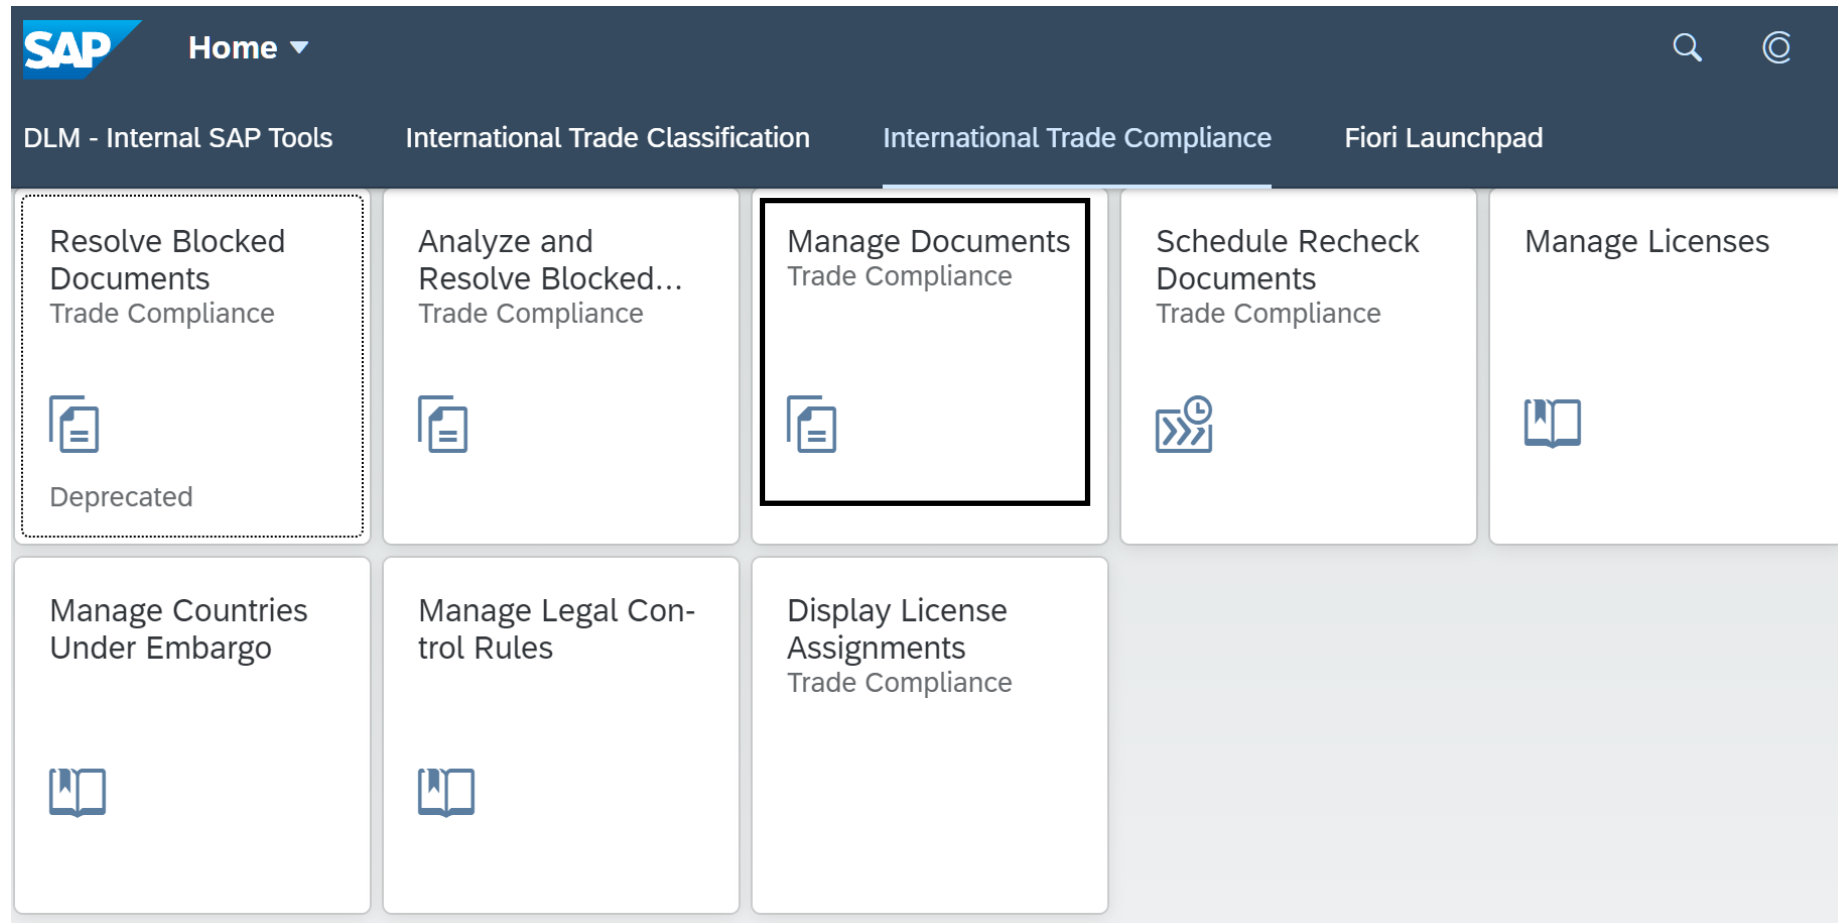 SAP
Home
DLM - Internal SAP Tools
International Trade Classification
International Trade Compliance
Fiori Launchpad
Resolve Blocked
Documents
Trade Compliance
Deprecated
Analyze and
Resolve Blocked...
Trade Compliance
Manage Documents
Trade Compliance
Schedule Recheck
Documents
Trade Compliance
Manage Licenses
Manage Countries
Under Embargo
Manage Legal Con-
trol Rules
Display License
Assignments
Trade Compliance